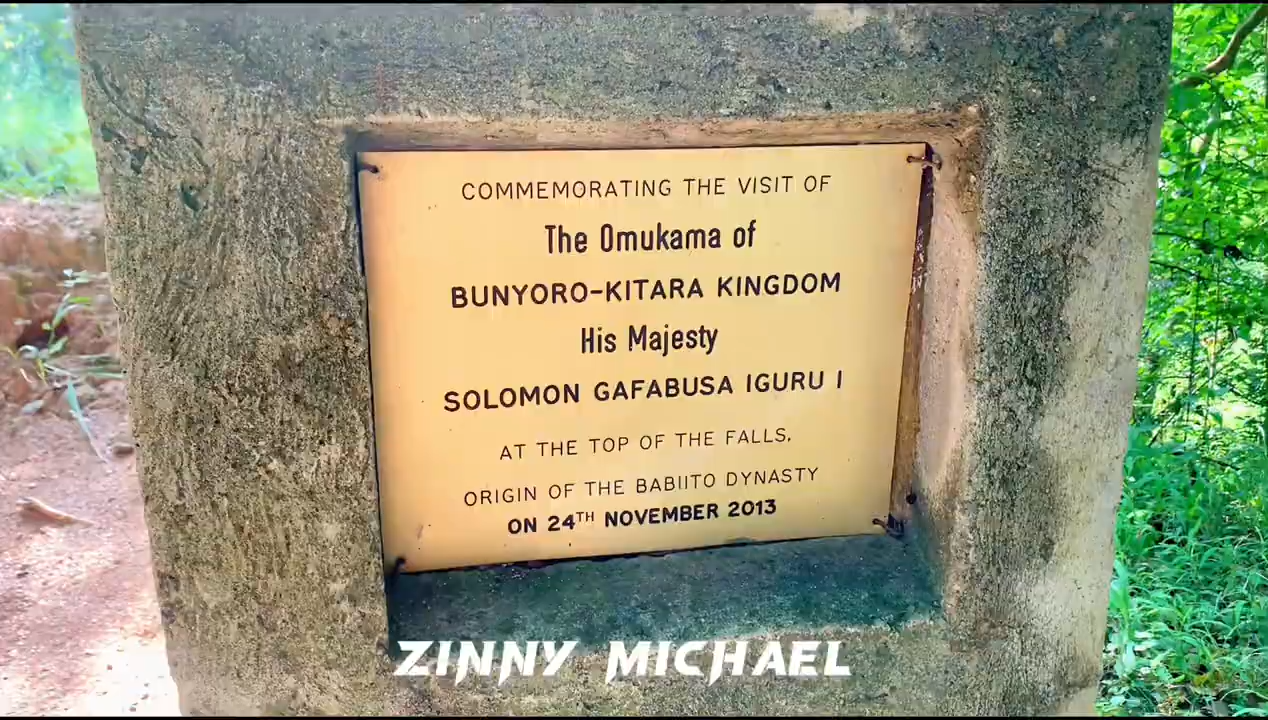 COMMEMORATING THE VISIT OF
The Omukama of
BUNYORO-KITARA KINGDOM
His Majesty
SOLOMON GAFABUSA IGURU I
AT THE TOP OF THE FALLS.
ORIGIN OF THE BABIITO DYNASTY
ON 24TH NOVEMBER 2013
ZINNY MICHAEL